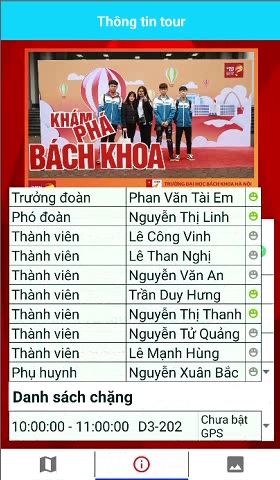 Thông tin tour
KHÁM
PHÁ
BÁCH KHOA
TRƯỜNG ĐẠI HỌC BÁCH KHOA HÀ NỘI
Trưởng đoàn Phan Văn Tài Em
Phó đoàn Nguyễn Thị Linh
Thành viên Lê Công Vinh
Thành viên Lê Than Nghị
Thành viên Nguyễn Văn An
Thành viên Trần Duy Hưng
Thành viên Nguyễn Thị Thanh
Thành viên Nguyễn Tử Quảng
Thành viên Lê Mạnh Hùng
Phụ huynh Nguyễn Xuân Bắc
Danh sách chặng
10:00:00 - 11:00:00 D3-202 Chưa bật
GPS